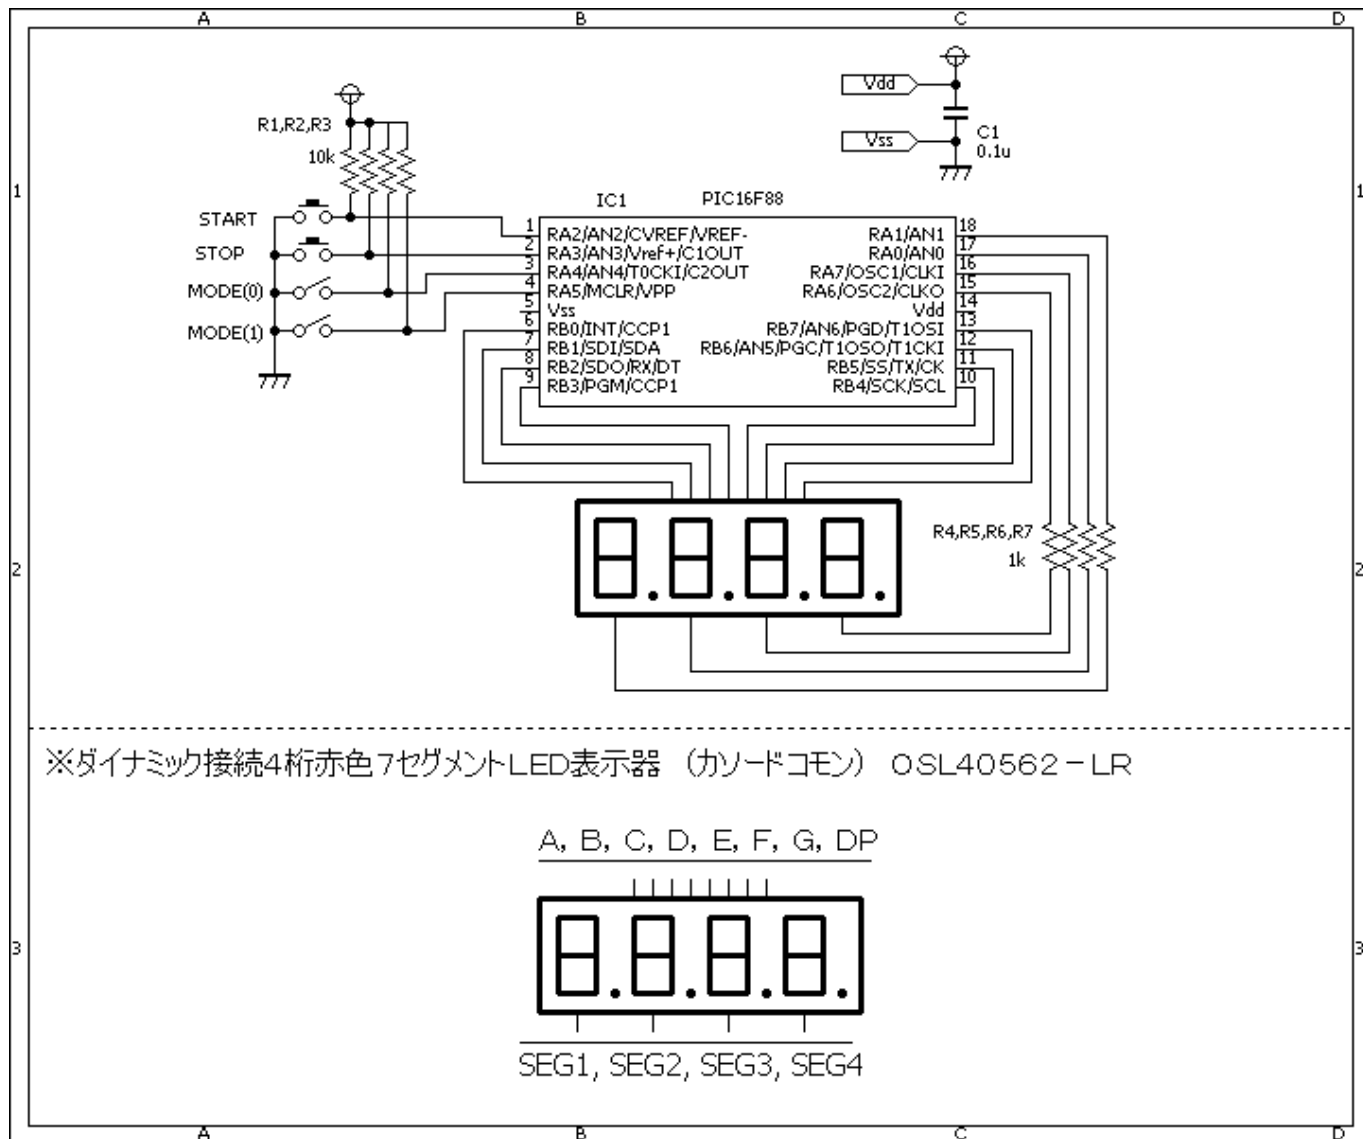 A B C D
Vdd
R1,R2,R3
Vss
C1
0.1u
10k
1 1
IC1 PIC16F88
START
STOP
MODE(0)
MODE(1)
1 RA2/AN2/CVREF/VREF- RA1/AN1 18
2 RA3/AN3/Vref+/C1OUT RA0/AN0 17
3 RA4/AN4/T0CKI/C2OUT RA7/OSC1/CLKI 16
4 RA5/MCLR/VPP RA6/OSC2/CLKO 15
5 Vss Vdd 14
6 RB0/INT/CCP1 RB7/AN6/PGD/T1OSI 13
7 RB1/SDI/SDA RB6/AN5/PGC/T1OSO/T1CKI 12
8 RB2/SDO/RX/DT RB5/SS/TX/CK 11
9 RB3/PGM/CCP1 RB4/SCK/SCL 10
R4,R5,R6,R7
1k
2 2
※ダイナミック接続4桁赤色7セグメントLED表示器 (カソードコモン) OSL40562-LR
A, B, C, D, E, F, G, DP
3 3
SEG1, SEG2, SEG3, SEG4
A B C D